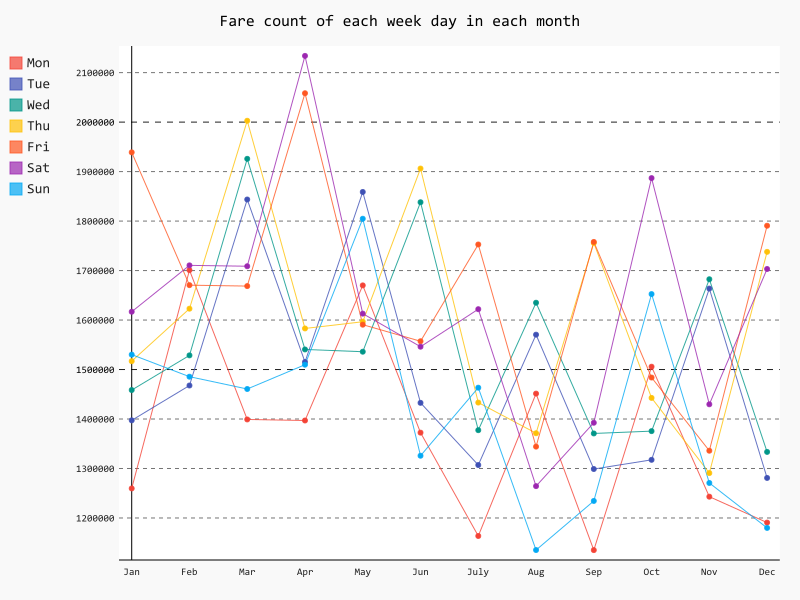 Fare count of each week day in each month
Mon
Tue
Wed
Thu
Fri
Sat
Sun
2100000
2000000
1900000
1800000
1700000
1600000
1500000
1400000
1300000
1200000
Jan Feb Mar Apr May Jun July Aug Sep Oct Nov Dec